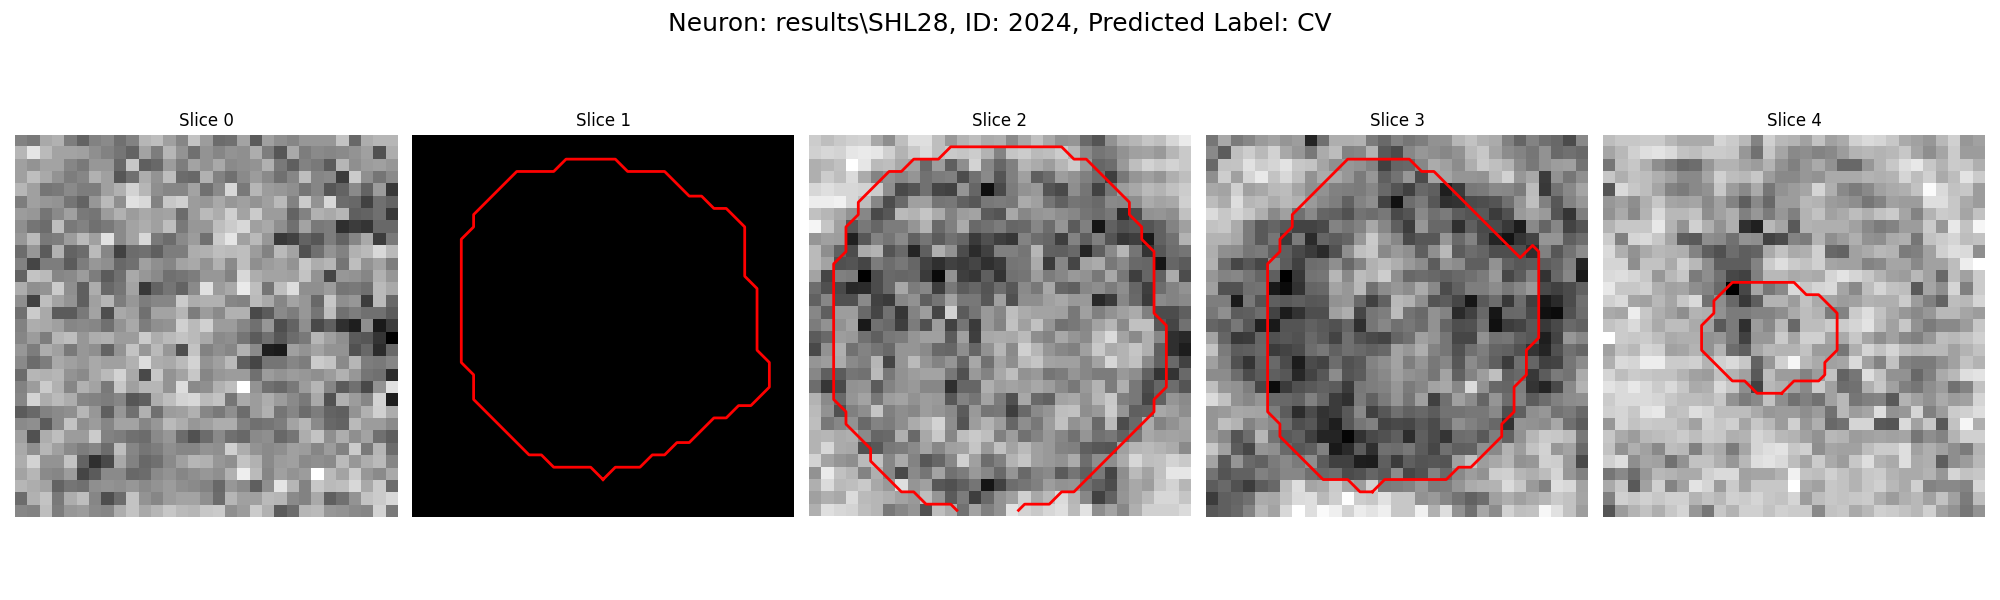 Neuron: results\SHL28, ID: 2024, Predicted Label: CV
Slice 0
Slice 1
Slice 2
Slice 3
Slice 4